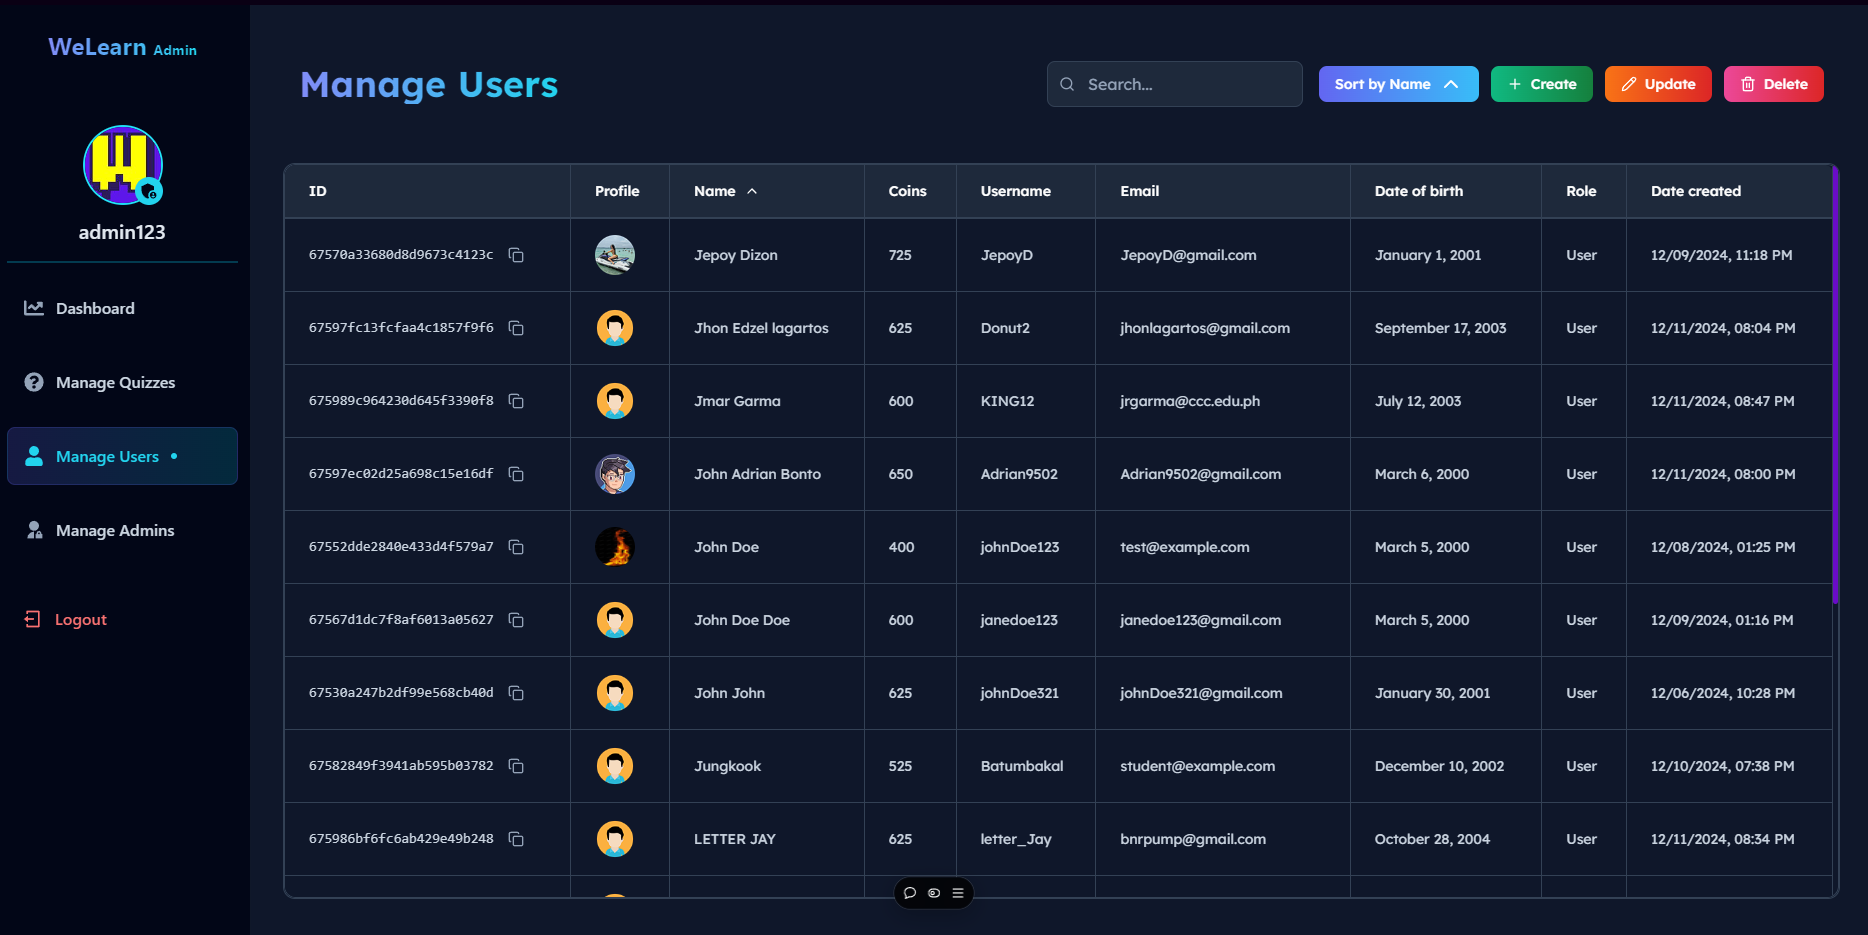 WeLearn Admin
admin123
Dashboard
Manage Quizzes
Manage Users
Manage Admins
Logout
Manage Users
Search...
Sort by Name
Create
Update
Delete
ID Profile Name Coins Username Email Date of birth Role Date created
67570a33680d8d9673c4123c Jepoy Dizon 725 JepoyD JepoyD@gmail.com January 1, 2001 User 12/09/2024, 11:18 PM
67597fc13fcfaa4c1857f9f6 Jhon Edzel lagartos 625 Donut2 jhonlagartos@gmail.com September 17, 2003 User 12/11/2024, 08:04 PM
675989c964230d645f3390f8 Jmar Garma 600 KING12 jrgarma@ccc.edu.ph July 12, 2003 User 12/11/2024, 08:47 PM
67597ec02d25a698c15e16df John Adrian Bonto 650 Adrian9502 Adrian9502@gmail.com March 6, 2000 User 12/11/2024, 08:00 PM
67552dde2840e433d4f579a7 John Doe 400 johnDoe123 test@example.com March 5, 2000 User 12/08/2024, 01:25 PM
67567d1dc7f8af6013a05627 John Doe Doe 600 janedoe123 janedoe123@gmail.com March 5, 2000 User 12/09/2024, 01:16 PM
67530a247b2df99e568cb40d John John 625 johnDoe321 johnDoe321@gmail.com January 30, 2001 User 12/06/2024, 10:28 PM
67582849f3941ab595b03782 Jungkook 525 Batumbakal student@example.com December 10, 2002 User 12/10/2024, 07:38 PM
675986bf6fc6ab429e49b248 LETTER JAY 625 letter_Jay bnrpump@gmail.com October 28, 2004 User 12/11/2024, 08:34 PM